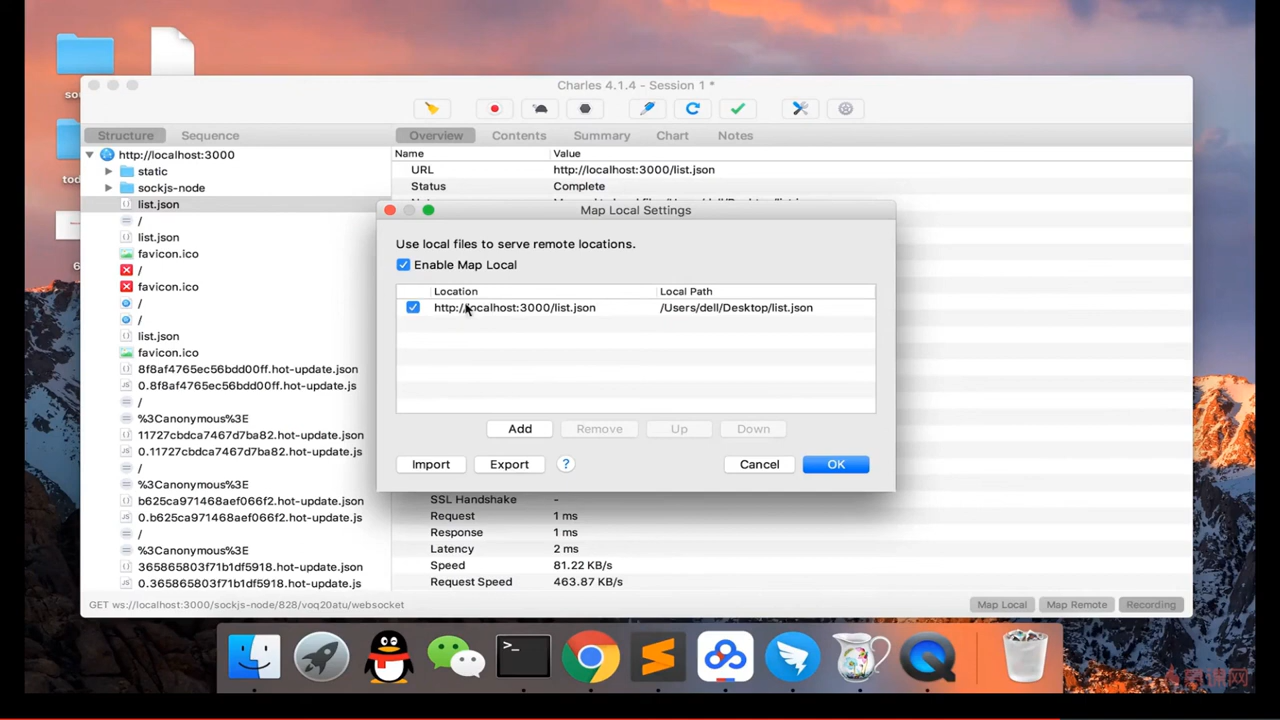 soc
tod
6
Charles 4.1.4 - Session 1 *
Structure
Sequence
Overview
Contents
Summary
Chart
Notes
http://localhost:3000
static
sockjs-node
list.json
/
list.json
favicon.ico
/
favicon.ico
/
/
list.json
favicon.ico
8f8af4765ec56bdd00ff.hot-update.json
0.8f8af4765ec56bdd00ff.hot-update.js
/
%3Canonymous%3E
11727cbdca7467d7ba82.hot-update.json
0.11727cbdca7467d7ba82.hot-update.js
/
%3Canonymous%3E
b625ca971468aef066f2.hot-update.json
0.b625ca971468aef066f2.hot-update.js
/
%3Canonymous%3E
365865803f71b1df5918.hot-update.json
0.365865803f71b1df5918.hot-update.js
Name Value
URL http://localhost:3000/list.json
Status Complete
Map Local Settings
Use local files to serve remote locations.
Enable Map Local
Location Local Path
http://localhost:3000/list.json /Users/dell/Desktop/list.json
Add
Remove
Up
Down
Import
Export
?
Cancel
OK
SSL Handshake -
Request 1 ms
Response 1 ms
Latency 2 ms
Speed 81.22 KB/s
Request Speed 463.87 KB/s
GET ws://localhost:3000/sockjs-node/828/voq20atu/websocket
Map Local
Map Remote
Recording
>_